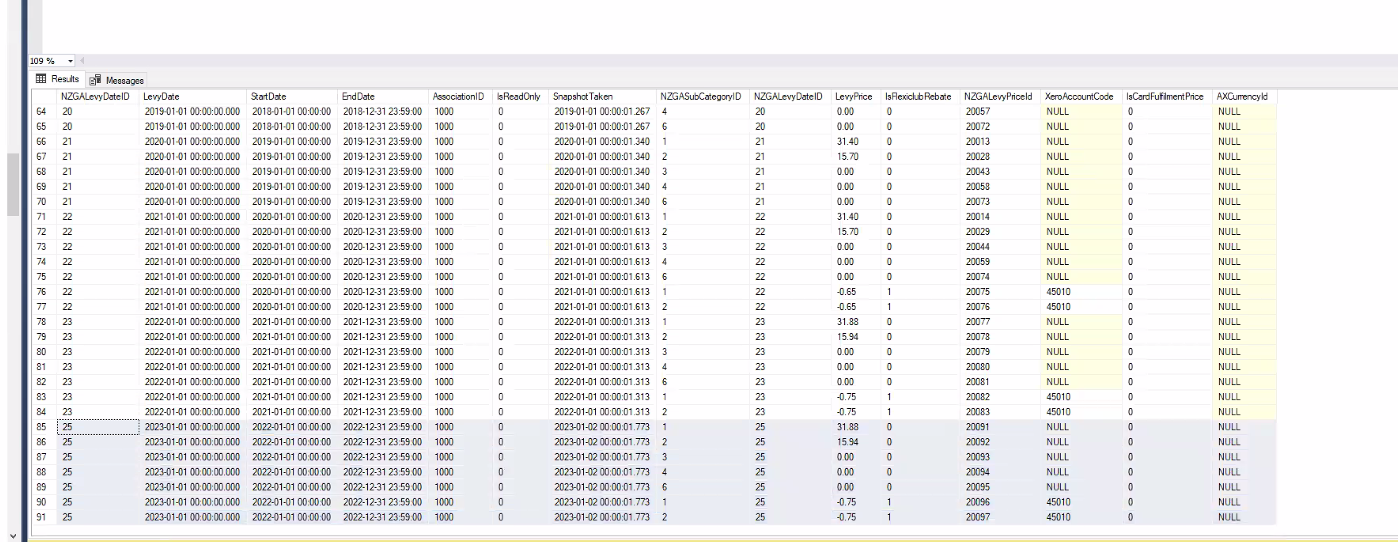 109 %
Results Messages
NZGALevyDateID LevyDate StartDate EndDate AssociationID IsReadOnly SnapshotTaken NZGASubCategoryID NZGALevyDateID LevyPrice IsFlexiclubRebate NZGALevyPriceId XeroAccountCode IsCardFulfilmentPrice AXCurrencyId
64 20 2019-01-01 00:00:00.000 2018-01-01 00:00:00 2018-12-31 23:59:00 1000 0 2019-01-01 00:00:01.267 4 20 0.00 0 20057 NULL 0 NULL
65 20 2019-01-01 00:00:00.000 2018-01-01 00:00:00 2018-12-31 23:59:00 1000 0 2019-01-01 00:00:01.267 6 20 0.00 0 20072 NULL 0 NULL
66 21 2020-01-01 00:00:00.000 2019-01-01 00:00:00 2019-12-31 23:59:00 1000 0 2020-01-01 00:00:01.340 1 21 31.40 0 20013 NULL 0 NULL
67 21 2020-01-01 00:00:00.000 2019-01-01 00:00:00 2019-12-31 23:59:00 1000 0 2020-01-01 00:00:01.340 2 21 15.70 0 20028 NULL 0 NULL
68 21 2020-01-01 00:00:00.000 2019-01-01 00:00:00 2019-12-31 23:59:00 1000 0 2020-01-01 00:00:01.340 3 21 0.00 0 20043 NULL 0 NULL
69 21 2020-01-01 00:00:00.000 2019-01-01 00:00:00 2019-12-31 23:59:00 1000 0 2020-01-01 00:00:01.340 4 21 0.00 0 20058 NULL 0 NULL
70 21 2020-01-01 00:00:00.000 2019-01-01 00:00:00 2019-12-31 23:59:00 1000 0 2020-01-01 00:00:01.340 6 21 0.00 0 20073 NULL 0 NULL
71 22 2021-01-01 00:00:00.000 2020-01-01 00:00:00 2020-12-31 23:59:00 1000 0 2021-01-01 00:00:01.613 1 22 31.40 0 20014 NULL 0 NULL
72 22 2021-01-01 00:00:00.000 2020-01-01 00:00:00 2020-12-31 23:59:00 1000 0 2021-01-01 00:00:01.613 2 22 15.70 0 20029 NULL 0 NULL
73 22 2021-01-01 00:00:00.000 2020-01-01 00:00:00 2020-12-31 23:59:00 1000 0 2021-01-01 00:00:01.613 3 22 0.00 0 20044 NULL 0 NULL
74 22 2021-01-01 00:00:00.000 2020-01-01 00:00:00 2020-12-31 23:59:00 1000 0 2021-01-01 00:00:01.613 4 22 0.00 0 20059 NULL 0 NULL
75 22 2021-01-01 00:00:00.000 2020-01-01 00:00:00 2020-12-31 23:59:00 1000 0 2021-01-01 00:00:01.613 6 22 0.00 0 20074 NULL 0 NULL
76 22 2021-01-01 00:00:00.000 2020-01-01 00:00:00 2020-12-31 23:59:00 1000 0 2021-01-01 00:00:01.613 1 22 -0.65 1 20075 45010 0 NULL
77 22 2021-01-01 00:00:00.000 2020-01-01 00:00:00 2020-12-31 23:59:00 1000 0 2021-01-01 00:00:01.613 2 22 -0.65 1 20076 45010 0 NULL
78 23 2022-01-01 00:00:00.000 2021-01-01 00:00:00 2021-12-31 23:59:00 1000 0 2022-01-01 00:00:01.313 1 23 31.88 0 20077 NULL 0 NULL
79 23 2022-01-01 00:00:00.000 2021-01-01 00:00:00 2021-12-31 23:59:00 1000 0 2022-01-01 00:00:01.313 2 23 15.94 0 20078 NULL 0 NULL
80 23 2022-01-01 00:00:00.000 2021-01-01 00:00:00 2021-12-31 23:59:00 1000 0 2022-01-01 00:00:01.313 3 23 0.00 0 20079 NULL 0 NULL
81 23 2022-01-01 00:00:00.000 2021-01-01 00:00:00 2021-12-31 23:59:00 1000 0 2022-01-01 00:00:01.313 4 23 0.00 0 20080 NULL 0 NULL
82 23 2022-01-01 00:00:00.000 2021-01-01 00:00:00 2021-12-31 23:59:00 1000 0 2022-01-01 00:00:01.313 6 23 0.00 0 20081 NULL 0 NULL
83 23 2022-01-01 00:00:00.000 2021-01-01 00:00:00 2021-12-31 23:59:00 1000 0 2022-01-01 00:00:01.313 1 23 -0.75 1 20082 45010 0 NULL
84 23 2022-01-01 00:00:00.000 2021-01-01 00:00:00 2021-12-31 23:59:00 1000 0 2022-01-01 00:00:01.313 2 23 -0.75 1 20083 45010 0 NULL
85 25 2023-01-01 00:00:00.000 2022-01-01 00:00:00 2022-12-31 23:59:00 1000 0 2023-01-02 00:00:01.773 1 25 31.88 0 20091 NULL 0 NULL
86 25 2023-01-01 00:00:00.000 2022-01-01 00:00:00 2022-12-31 23:59:00 1000 0 2023-01-02 00:00:01.773 2 25 15.94 0 20092 NULL 0 NULL
87 25 2023-01-01 00:00:00.000 2022-01-01 00:00:00 2022-12-31 23:59:00 1000 0 2023-01-02 00:00:01.773 3 25 0.00 0 20093 NULL 0 NULL
88 25 2023-01-01 00:00:00.000 2022-01-01 00:00:00 2022-12-31 23:59:00 1000 0 2023-01-02 00:00:01.773 4 25 0.00 0 20094 NULL 0 NULL
89 25 2023-01-01 00:00:00.000 2022-01-01 00:00:00 2022-12-31 23:59:00 1000 0 2023-01-02 00:00:01.773 6 25 0.00 0 20095 NULL 0 NULL
90 25 2023-01-01 00:00:00.000 2022-01-01 00:00:00 2022-12-31 23:59:00 1000 0 2023-01-02 00:00:01.773 1 25 -0.75 1 20096 45010 0 NULL
91 25 2023-01-01 00:00:00.000 2022-01-01 00:00:00 2022-12-31 23:59:00 1000 0 2023-01-02 00:00:01.773 2 25 -0.75 1 20097 45010 0 NULL